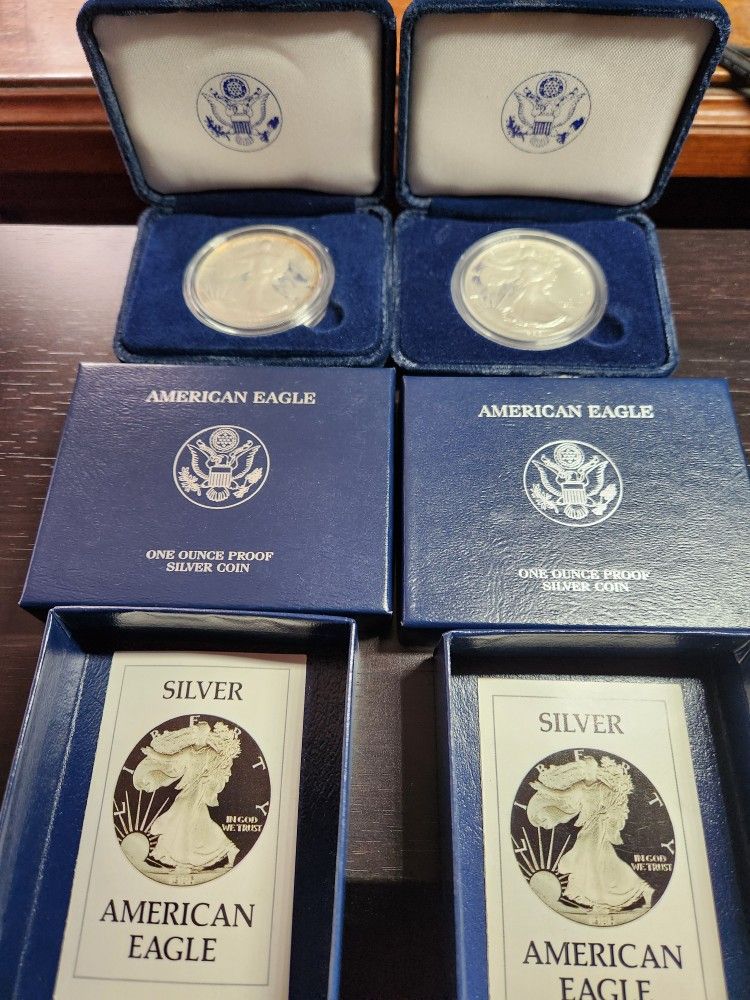 AMERICAN EAGLE
ONE OUNCE PROOF
SILVER COIN
AMERICAN EAGLE
ONE OUNCE PROOF
SILVER COIN
SILVER
LIBERTY
IN GOD
WE TRUST
AMERICAN
EAGLE
SILVER
LIBERTY
IN GOD
WE TRUST
AMERICAN
EAGLE